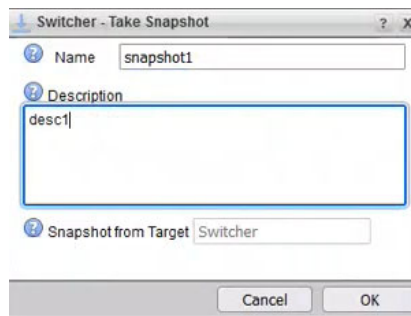 Switcher - Take Snapshot ? X
? Name snapshot1
? Description
desc1
? Snapshot from Target Switcher
Cancel OK